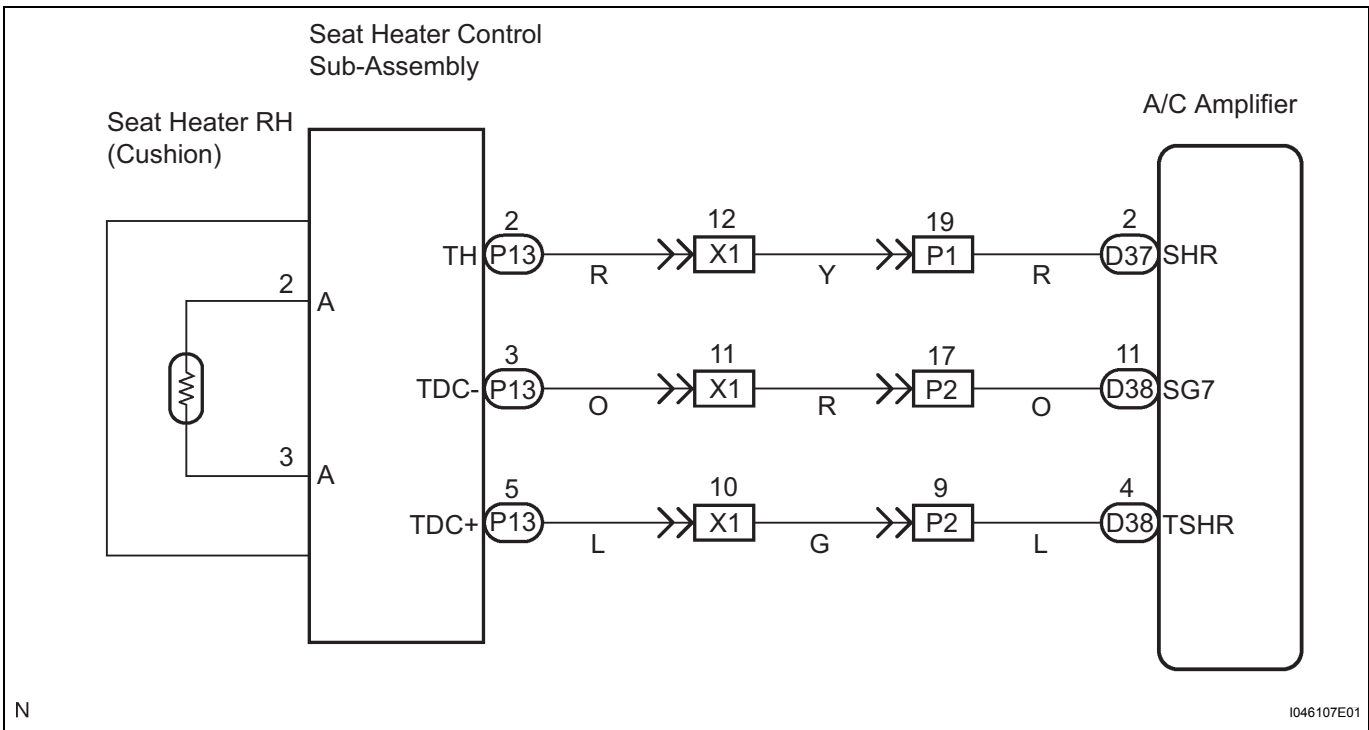 Seat Heater Control
Sub-Assembly
A/C Amplifier
Seat Heater RH
(Cushion)
2 12 19 2
TH P13 X1 P1 D37 SHR
R Y R
2
A
3 11 17 11
TDC- P13 X1 P2 D38 SG7
O R O
3
A
5 10 9 4
TDC+ P13 X1 P2 D38 TSHR
L G L
N
I046107E01